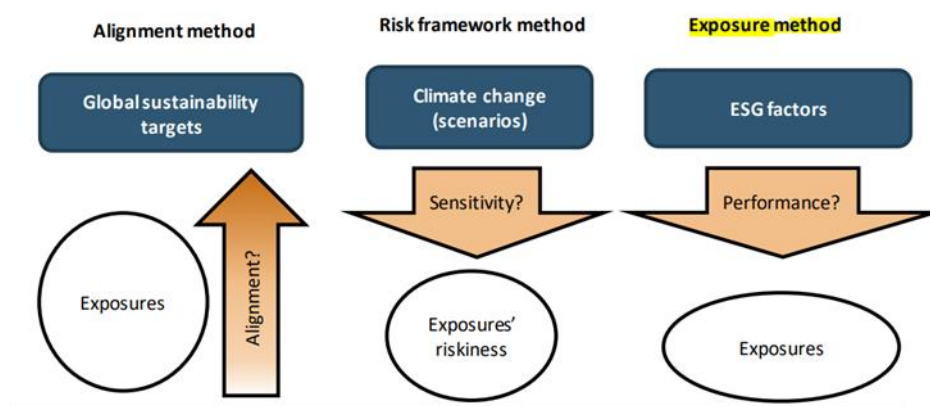 Alignment method
Global sustainability
targets
Exposures
Alignment?
Risk framework method
Climate change
(scenarios)
Sensitivity?
Exposures'
riskiness
Exposure method
ESG factors
Performance?
Exposures